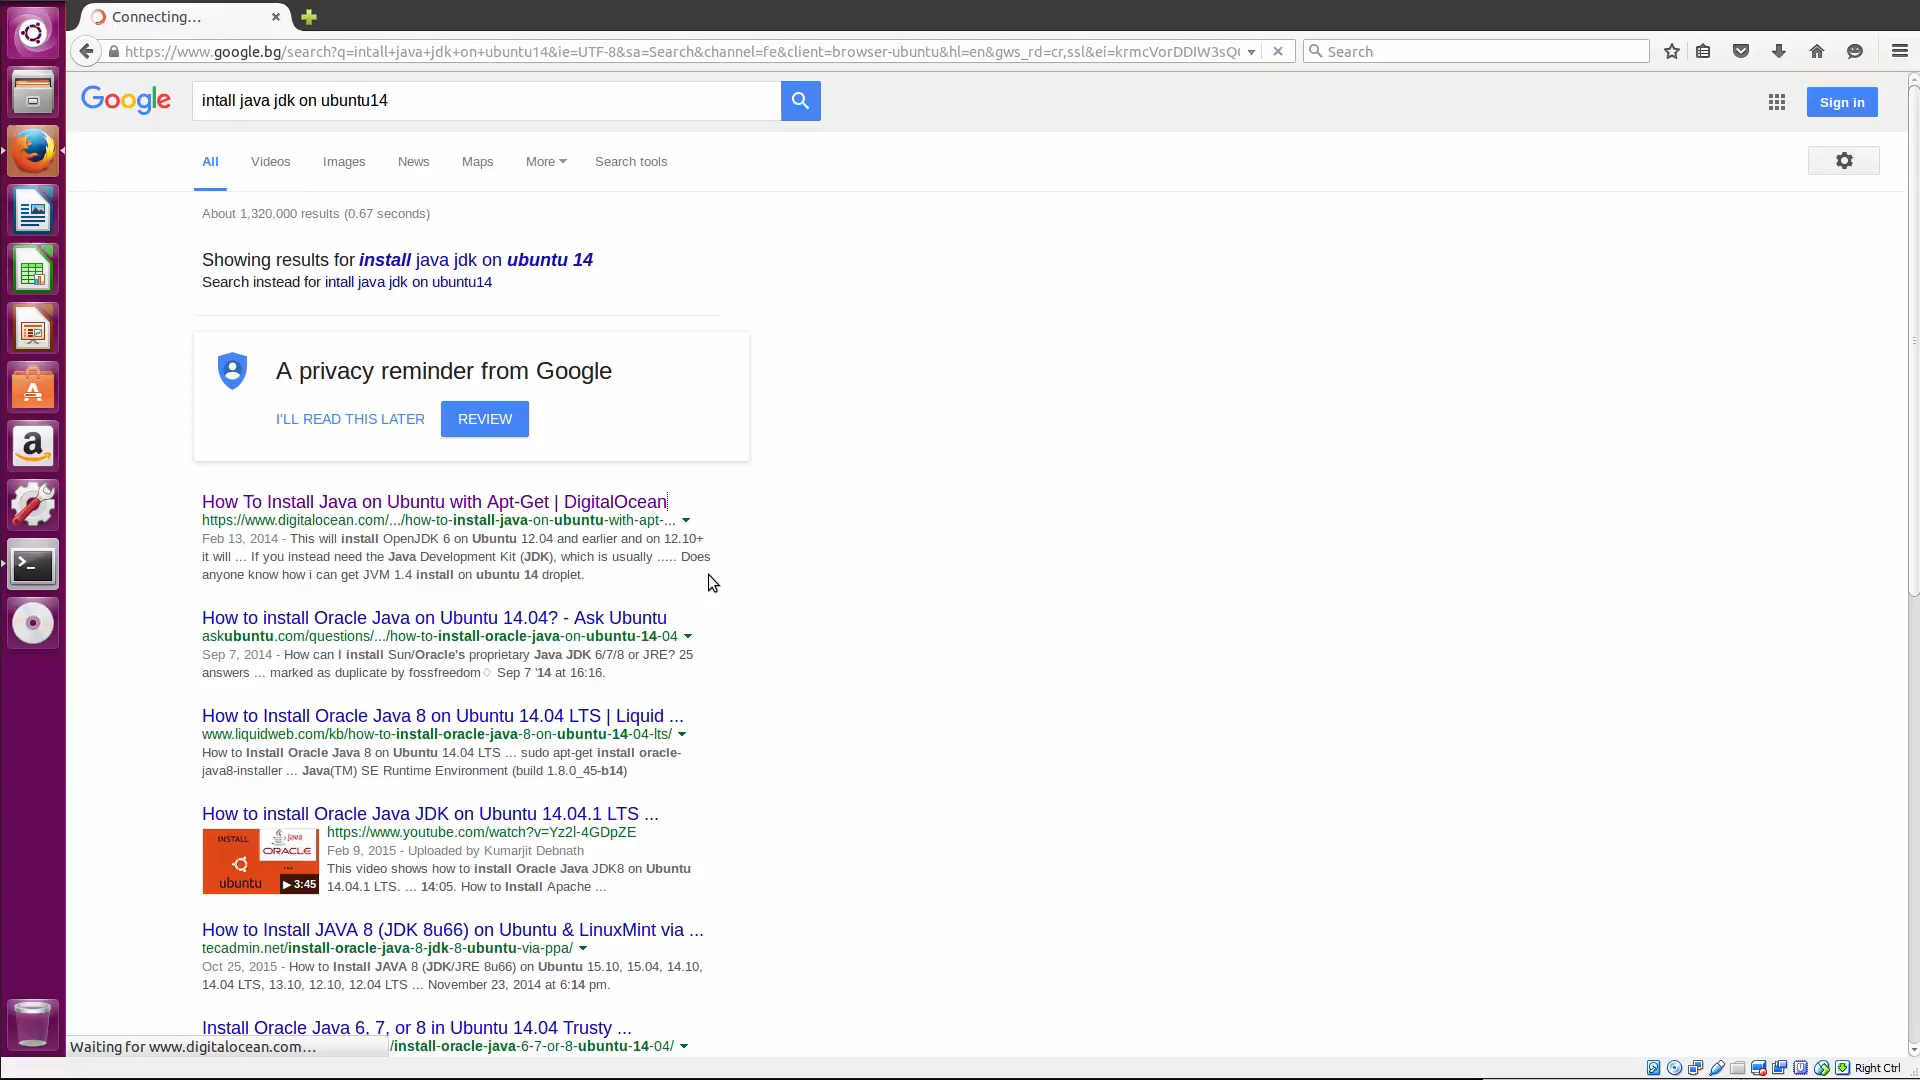 Connecting...
https://www.google.bg/search?q=intall+java+jdk+on+ubuntu14&ie=UTF-8&sa=Search&channel=fe&client=browser-ubuntu&hl=en&gws_rd=cr,ssl&ei=krmcVorDDIW3sQ
Search
Google
intall java jdk on ubuntu14
Sign in
All Videos Images News Maps More Search tools
About 1,320,000 results (0.67 seconds)
Showing results for install java jdk on ubuntu 14
Search instead for intall java jdk on ubuntu14
A privacy reminder from Google
I'LL READ THIS LATER REVIEW
How To Install Java on Ubuntu with Apt-Get | DigitalOcean
https://www.digitalocean.com/.../how-to-install-java-on-ubuntu-with-apt-...
Feb 13, 2014 - This will install OpenJDK 6 on Ubuntu 12.04 and earlier and on 12.10+
it will ... If you instead need the Java Development Kit (JDK), which is usually ..... Does
anyone know how i can get JVM 1.4 install on ubuntu 14 droplet.
How to install Oracle Java on Ubuntu 14.04? - Ask Ubuntu
askubuntu.com/questions/.../how-to-install-oracle-java-on-ubuntu-14-04
Sep 7, 2014 - How can I install Sun/Oracle's proprietary Java JDK 6/7/8 or JRE? 25
answers ... marked as duplicate by fossfreedom♢ Sep 7 '14 at 16:16.
How to Install Oracle Java 8 on Ubuntu 14.04 LTS | Liquid ...
www.liquidweb.com/kb/how-to-install-oracle-java-8-on-ubuntu-14-04-lts/
How to Install Oracle Java 8 on Ubuntu 14.04 LTS ... sudo apt-get install oracle-
java8-installer ... Java(TM) SE Runtime Environment (build 1.8.0_45-b14)
How to install Oracle Java JDK on Ubuntu 14.04.1 LTS ...
INSTALL
java
ORACLE
ubuntu
3:45
https://www.youtube.com/watch?v=Yz2l-4GDpZE
Feb 9, 2015 - Uploaded by Kumarjit Debnath
This video shows how to install Oracle Java JDK8 on Ubuntu
14.04.1 LTS. ... 14:05. How to Install Apache ...
How to Install JAVA 8 (JDK 8u66) on Ubuntu & LinuxMint via ...
tecadmin.net/install-oracle-java-8-jdk-8-ubuntu-via-ppa/
Oct 25, 2015 - How to Install JAVA 8 (JDK/JRE 8u66) on Ubuntu 15.10, 15.04, 14.10,
14.04 LTS, 13.10, 12.10, 12.04 LTS ... November 23, 2014 at 6:14 pm.
Install Oracle Java 6, 7, or 8 in Ubuntu 14.04 Trusty ...
/install-oracle-java-6-7-or-8-ubuntu-14-04/
Waiting for www.digitalocean.com...
Right Ctrl